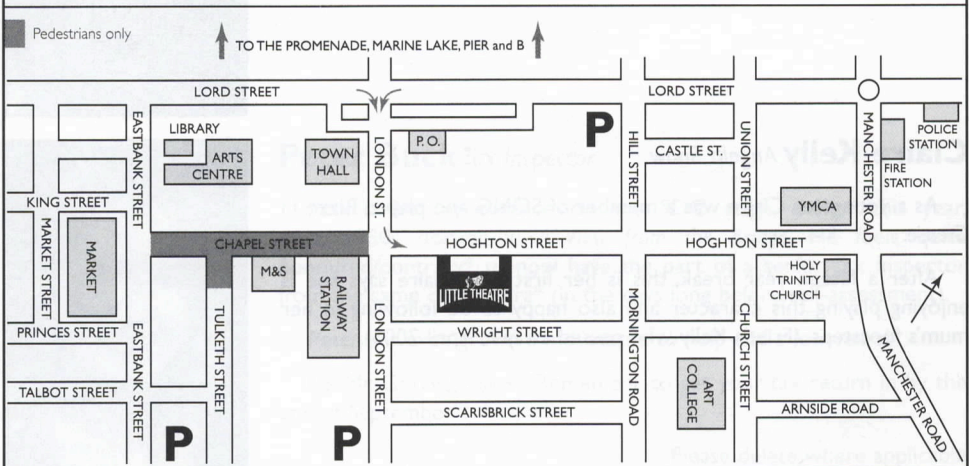 Pedestrians only
TO THE PROMENADE, MARINE LAKE, PIER and B
LORD STREET
LORD STREET
EASTBANK STREET
LIBRARY
ARTS
CENTRE
TOWN
HALL
LONDON ST.
P.O.
P
HILL STREET
CASTLE ST.
UNION STREET
MANCHESTER ROAD
POLICE
STATION
FIRE
STATION
YMCA
KING STREET
MARKET STREET
MARKET
CHAPEL STREET
HOGHTON STREET
HOGHTON STREET
M&S
RAILWAY
STATION
LITTLE THEATRE
HOLY
TRINITY
CHURCH
PRINCES STREET
EASTBANK STREET
TULKETH STREET
LONDON STREET
WRIGHT STREET
MORNINGTON ROAD
CHURCH STREET
MANCHESTER ROAD
TALBOT STREET
ART
COLLEGE
SCARISBRICK STREET
ARNSIDE ROAD
P
P